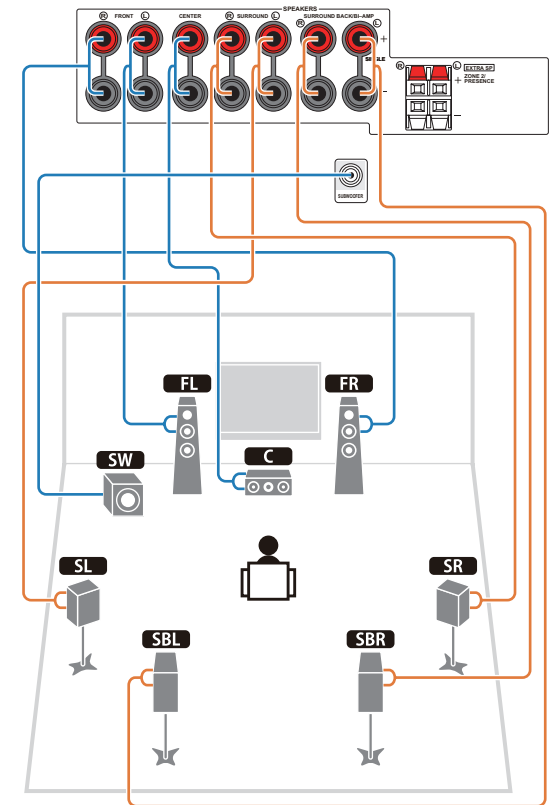 SPEAKERS
R FRONT L CENTER R SURROUND L R SURROUND BACK/BI-AMP L
+
SINGLE
-
R L EXTRA SP
ZONE 2/
PRESENCE
+
-
SUBWOOFER
FL FR
SW C
SL SR
SBL SBR